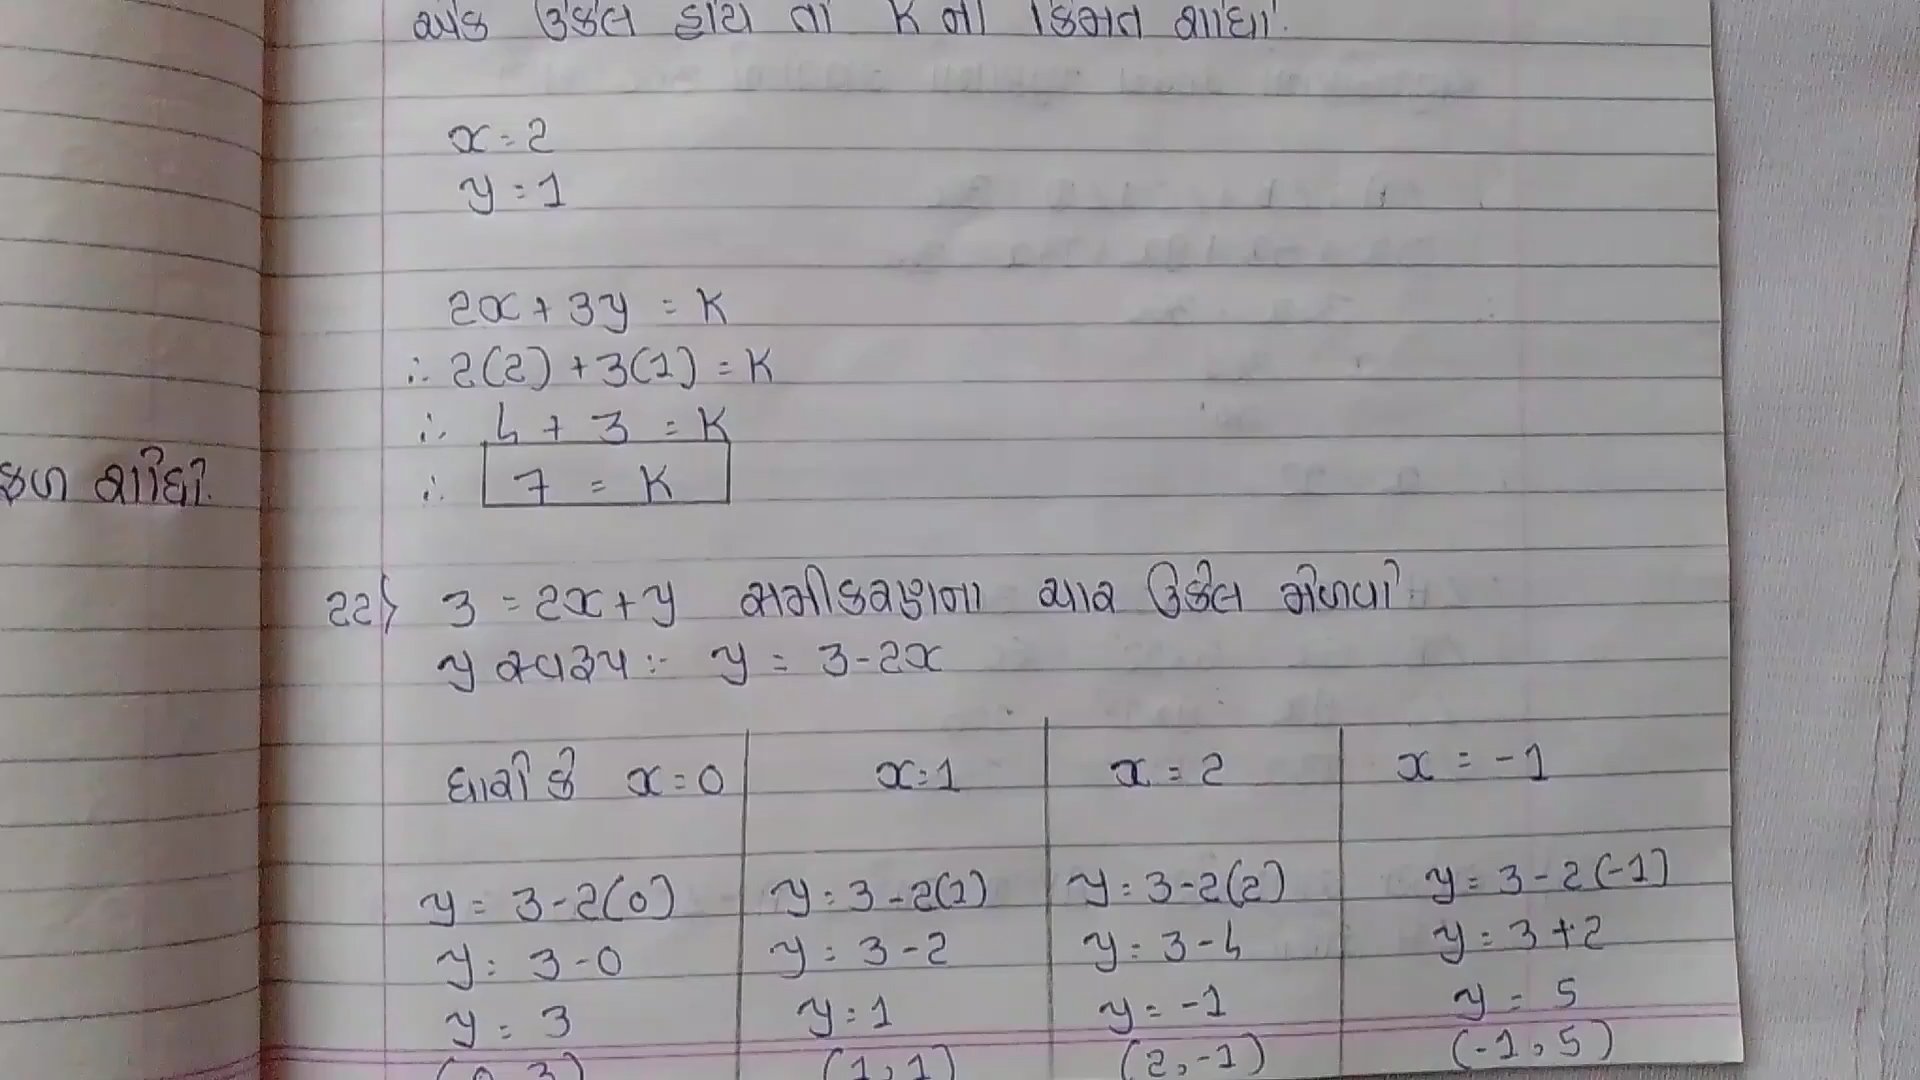 એક ઉકેલ હોય તો K ની કિંમત શોધો.
x = 2
y = 1
2x + 3y = K
∴ 2(2) + 3(1) = K
∴ 4 + 3 = K
∴ 7 = K
ફળ શોધો.
22) 3 = 2x + y સમીકરણના ચાર ઉકેલ મેળવો.
y સ્વરૂપ :- y = 3 - 2x
ધારો કે x = 0 x = 1 x = 2 x = -1
y = 3 - 2(0) y = 3 - 2(1) y = 3 - 2(2) y = 3 - 2(-1)
y = 3 - 0 y = 3 - 2 y = 3 - 4 y = 3 + 2
y = 3 y = 1 y = -1 y = 5
(0, 3) (1, 1) (2, -1) (-1, 5)